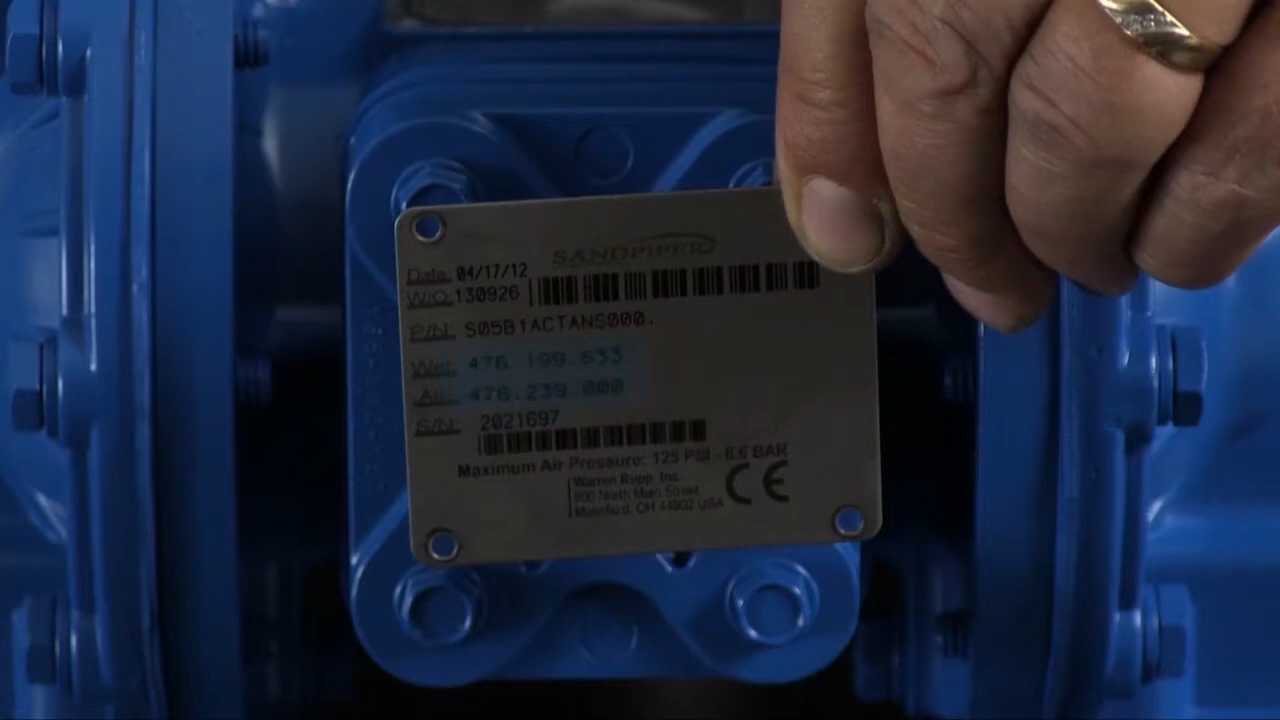 SANDPIPER
Date: 04/17/12
W/O: 130926
P/N: S05B1ACTANS000.
Wet: 476.198.633
Air: 476.239.000
S/N: 2021697
Maximum Air Pressure: 125 PSI - 8.6 BAR
Warren Rupp, Inc.
800 North Main Street
Mansfield, OH 44902 USA
CE